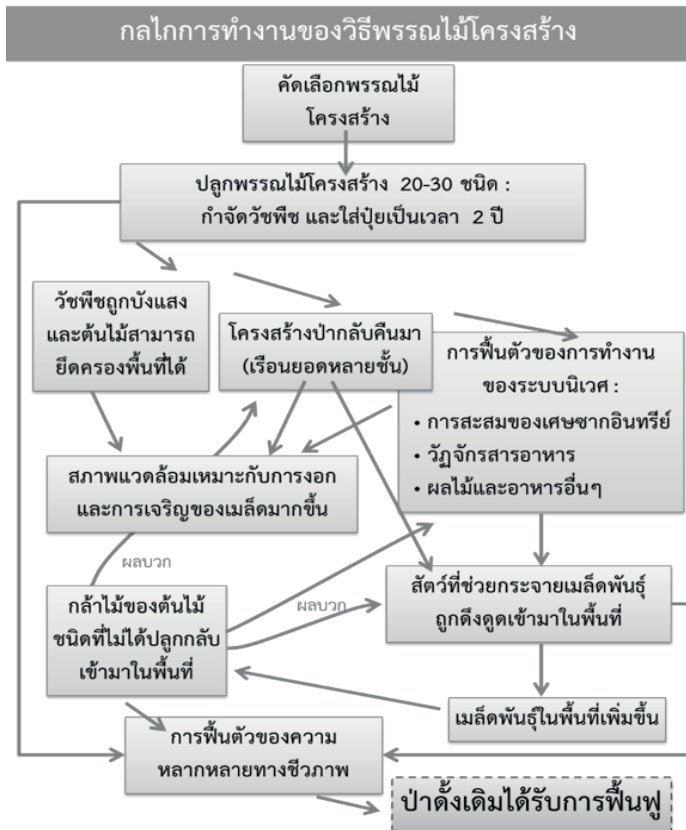 กลไกการทำงานของวิธีพรรณไม้โครงสร้าง
คัดเลือกพรรณไม้
โครงสร้าง
ปลูกพรรณไม้โครงสร้าง 20-30 ชนิด :
กำจัดวัชพืช และใส่ปุ๋ยเป็นเวลา 2 ปี
วัชพืชถูกบังแสง
และต้นไม้สามารถ
ยึดครองพื้นที่ได้
โครงสร้างป่ากลับคืนมา
(เรือนยอดหลายชั้น)
การฟื้นตัวของการทำงาน
ของระบบนิเวศ :
• การสะสมของเศษซากอินทรีย์
• วัฏจักรสารอาหาร
• ผลไม้และอาหารอื่นๆ
สภาพแวดล้อมเหมาะกับการงอก
และการเจริญของเมล็ดมากขึ้น
ผลบวก
กล้าไม้ของต้นไม้
ชนิดที่ไม่ได้ปลูกกลับ
เข้ามาในพื้นที่
ผลบวก
สัตว์ที่ช่วยกระจายเมล็ดพันธุ์
ถูกดึงดูดเข้ามาในพื้นที่
เมล็ดพันธุ์ในพื้นที่เพิ่มขึ้น
การฟื้นตัวของความ
หลากหลายทางชีวภาพ
ป่าดั้งเดิมได้รับการฟื้นฟู